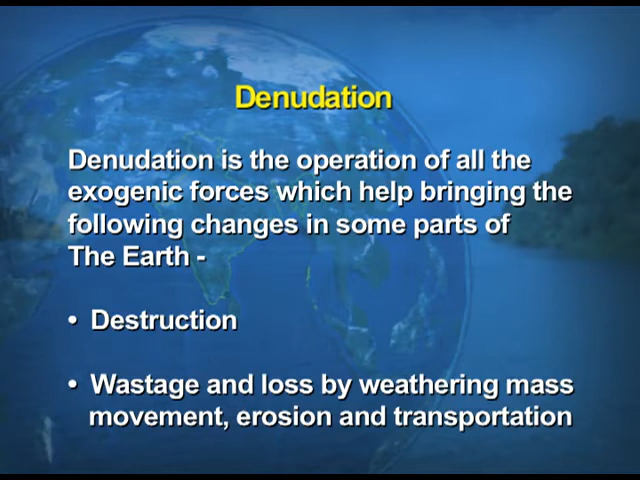 Denudation
Denudation is the operation of all the
exogenic forces which help bringing the
following changes in some parts of
The Earth -
• Destruction
• Wastage and loss by weathering mass
movement, erosion and transportation